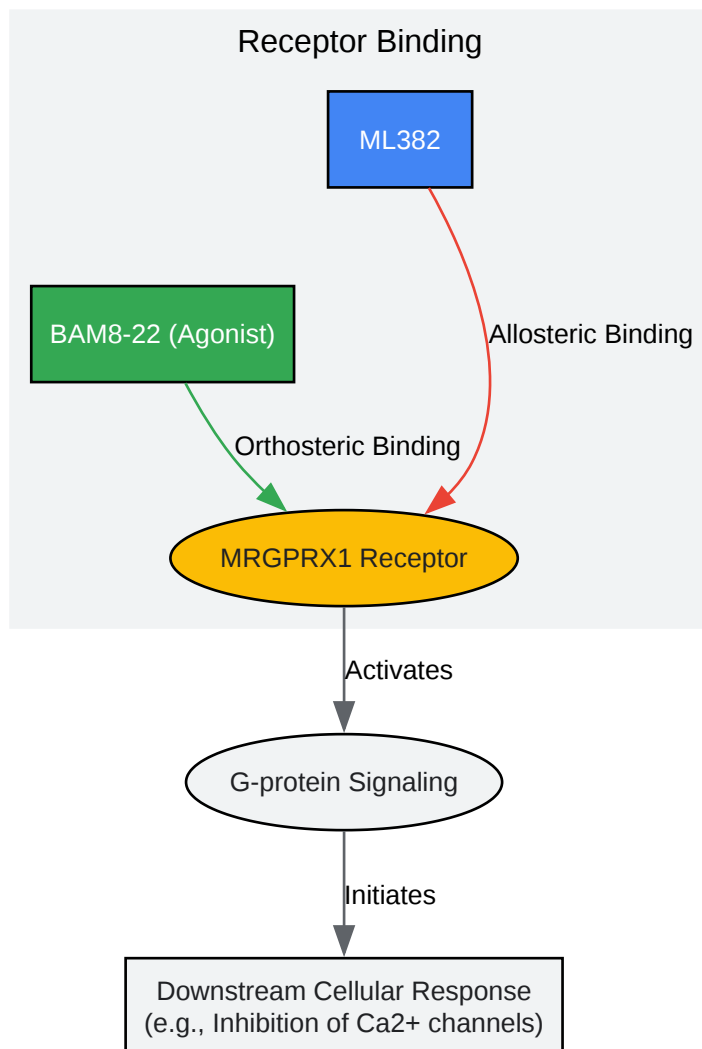 Receptor Binding
ML382
BAM8-22 (Agonist)
Allosteric Binding
Orthosteric Binding
MRGPRX1 Receptor
Activates
G-protein Signaling
Initiates
Downstream Cellular Response
(e.g., Inhibition of Ca2+ channels)